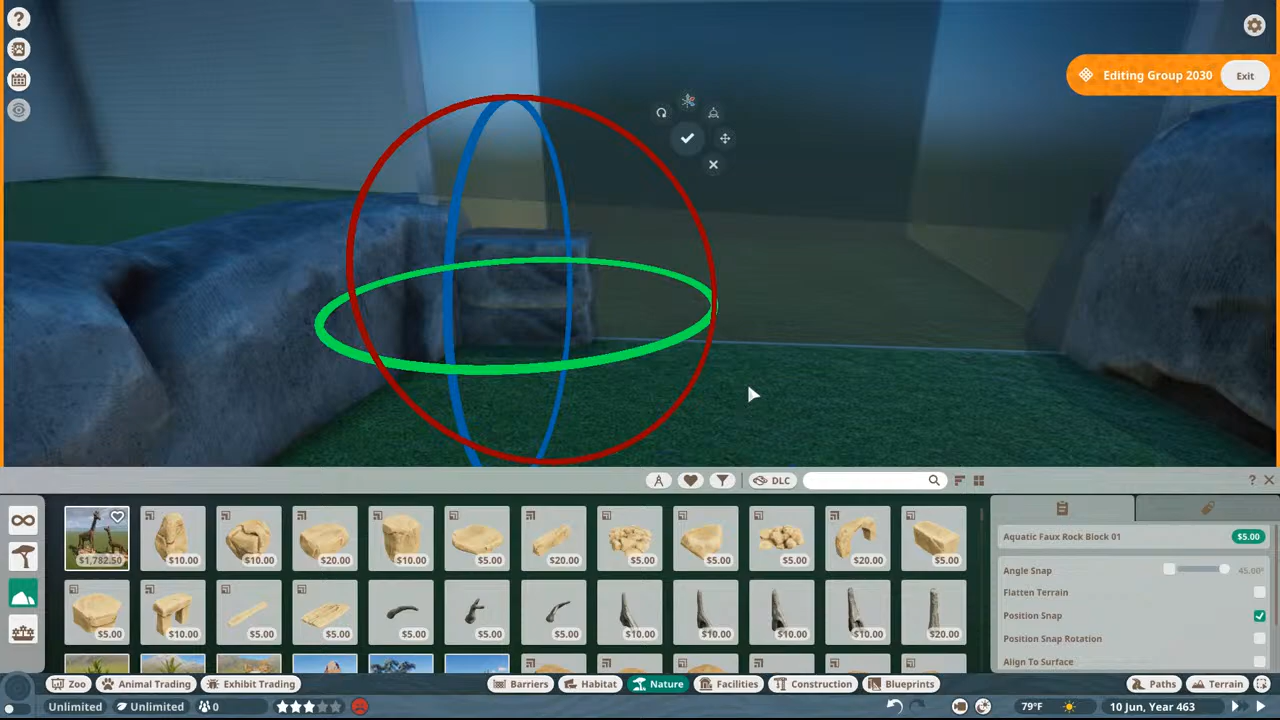 ?
Editing Group 2030 Exit
DLC
? ×
$1,782.50 $10.00 $10.00 $20.00 $10.00 $5.00 $20.00 $5.00 $5.00 $5.00 $20.00 $5.00
$5.00 $10.00 $5.00 $5.00 $5.00 $5.00 $5.00 $10.00 $10.00 $10.00 $10.00 $20.00
Aquatic Faux Rock Block 01 $5.00
Angle Snap 45.00°
Flatten Terrain
Position Snap
Position Snap Rotation
Align To Surface
Zoo Animal Trading Exhibit Trading Barriers Habitat Nature Facilities Construction Blueprints Paths Terrain
Unlimited Unlimited 0 79°F 10 Jun, Year 463